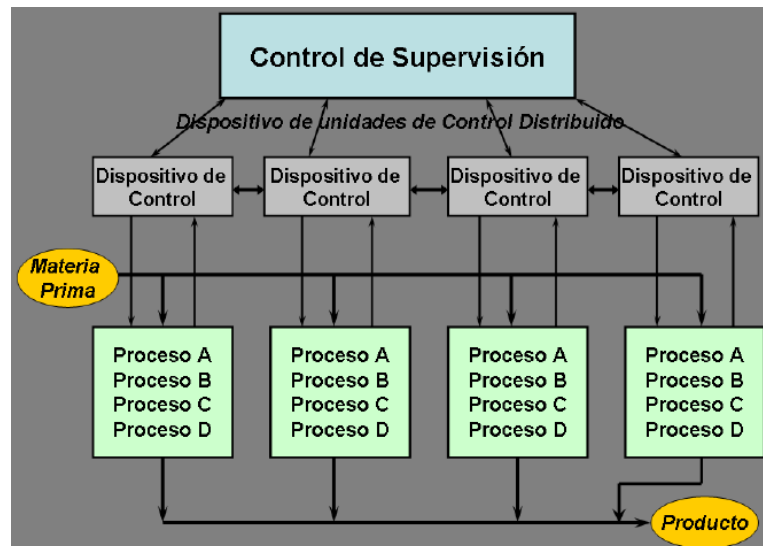 Control de Supervisión
Dispositivo de unidades de Control Distribuido
Dispositivo de
Control
Dispositivo de
Control
Dispositivo de
Control
Dispositivo de
Control
Materia
Prima
Proceso A
Proceso B
Proceso C
Proceso D
Proceso A
Proceso B
Proceso C
Proceso D
Proceso A
Proceso B
Proceso C
Proceso D
Proceso A
Proceso B
Proceso C
Proceso D
Producto